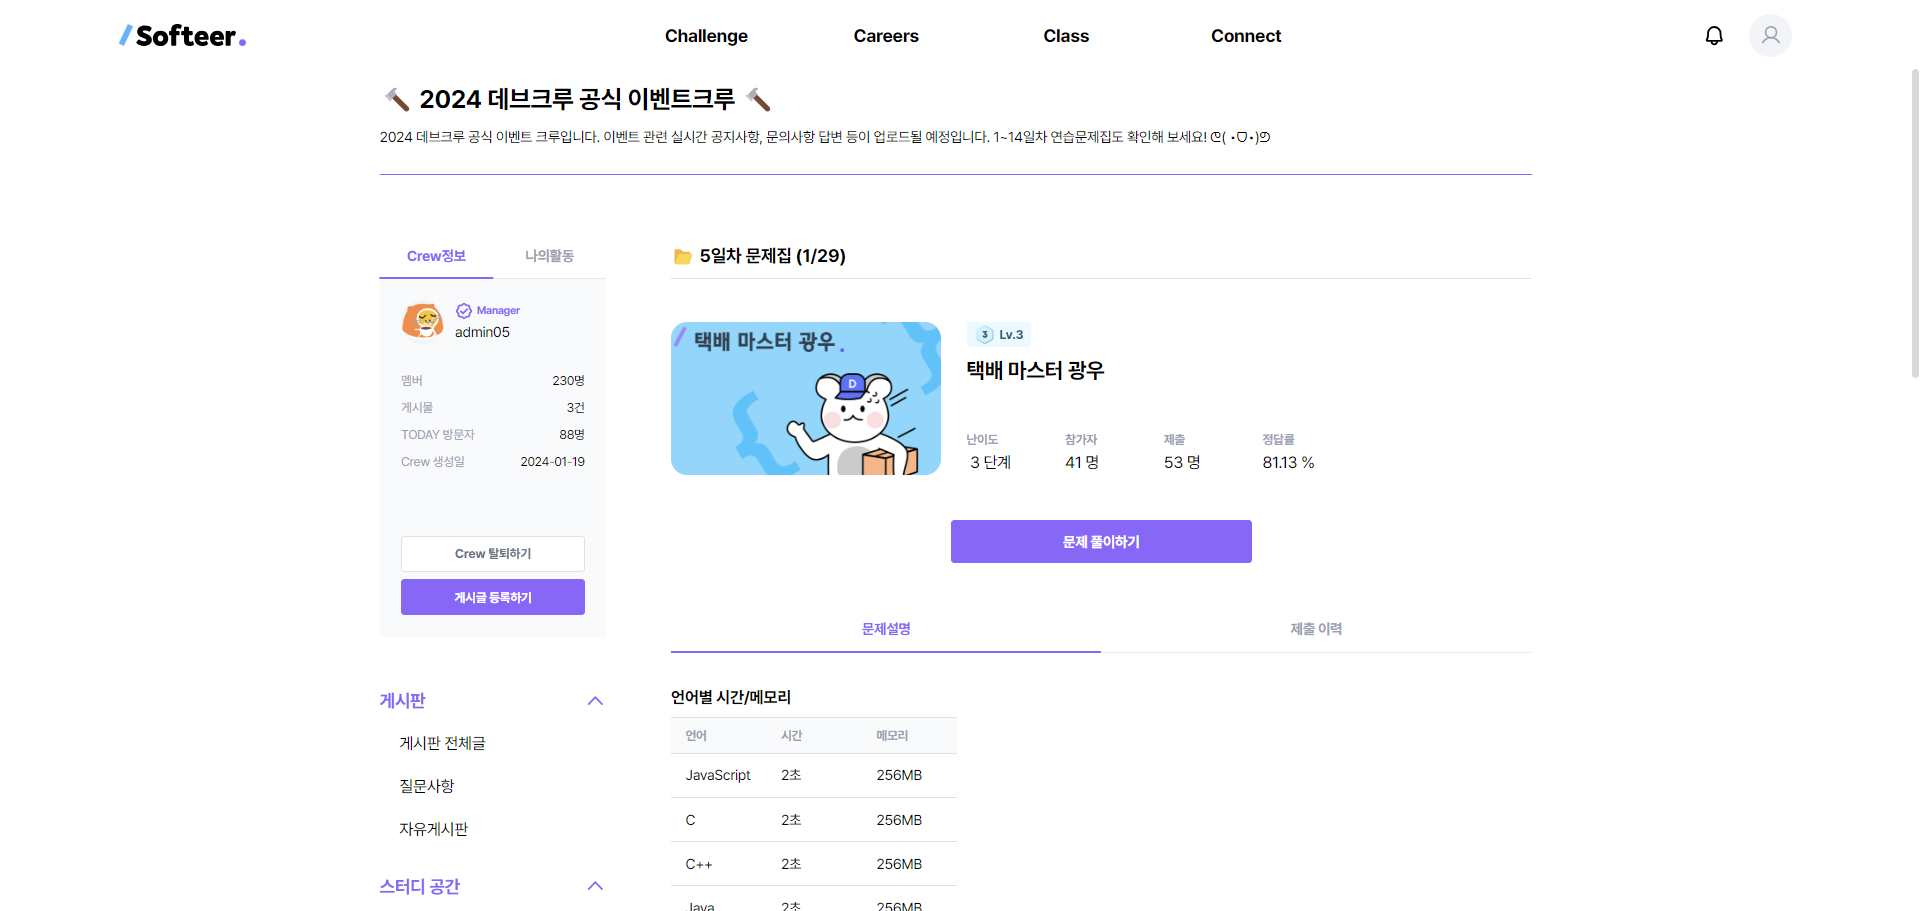 Softeer.
Challenge
Careers
Class
Connect
2024 데브크루 공식 이벤트크루
2024 데브크루 공식 이벤트 크루입니다. 이벤트 관련 실시간 공지사항, 문의사항 답변 등이 업로드될 예정입니다. 1~14일차 연습문제집도 확인해 보세요! ᕦ( •ᗜ•)ᕤ
Crew정보
나의활동
Manager
admin05
멤버 230명
게시물 3건
TODAY 방문자 88명
Crew 생성일 2024-01-19
Crew 탈퇴하기
게시글 등록하기
게시판
게시판 전체글
질문사항
자유게시판
스터디 공간
5일차 문제집 (1/29)
택배 마스터 광우.
D
3 Lv.3
택배 마스터 광우
난이도 참가자 제출 정답률
3 단계 41 명 53 명 81.13 %
문제 풀이하기
문제설명
제출 이력
언어별 시간/메모리
언어 시간 메모리
JavaScript 2초 256MB
C 2초 256MB
C++ 2초 256MB
Java 2초 256MB